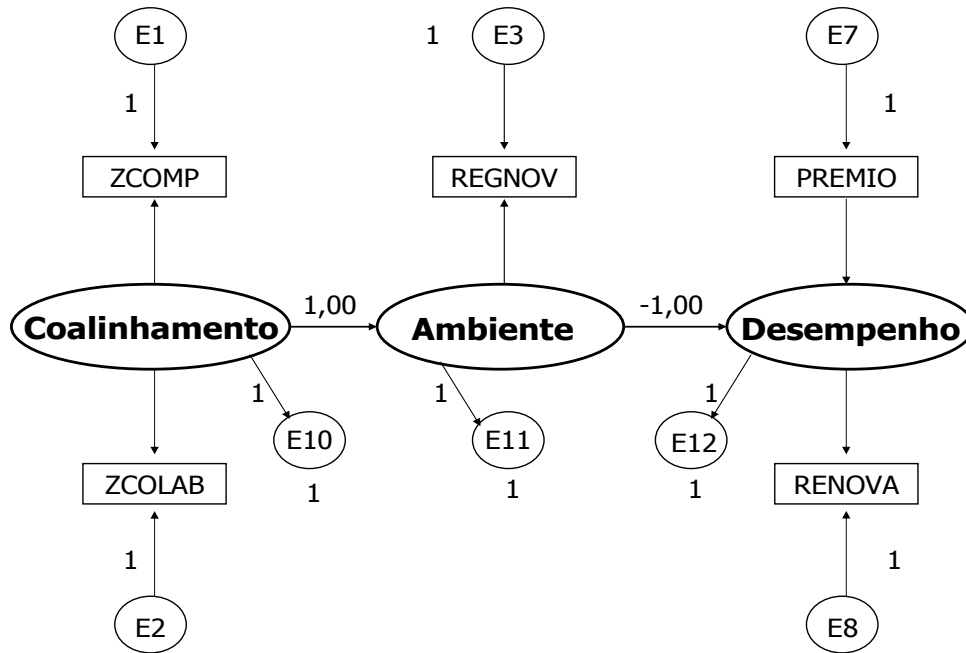 E1
1
E3
E7
1
1
ZCOMP
REGNOV
PREMIO
Coalinhamento
1,00
Ambiente
-1,00
Desempenho
1
1
1
E10
E11
E12
1
1
1
ZCOLAB
RENOVA
1
1
E2
E8